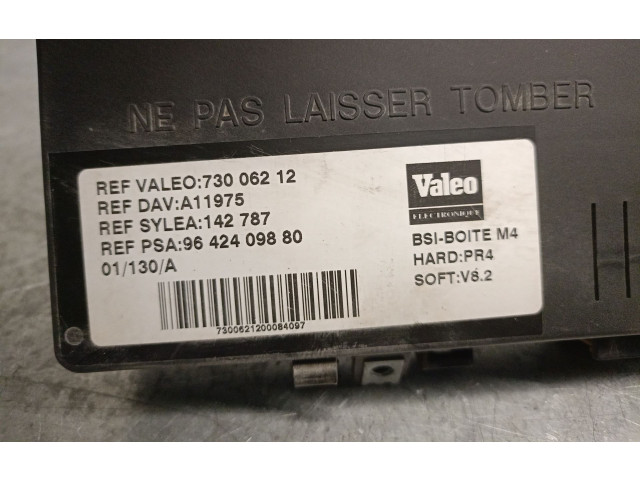 NE PAS LAISSER TOMBER
REF VALEO:730 062 12
REF DAV:A11975
REF SYLEA:142 787
REF PSA:96 424 098 80
01/130/A
7300621200084097
Valeo
ELECTRONIQUE
BSI-BOITE M4
HARD:PR4
SOFT:V6.2